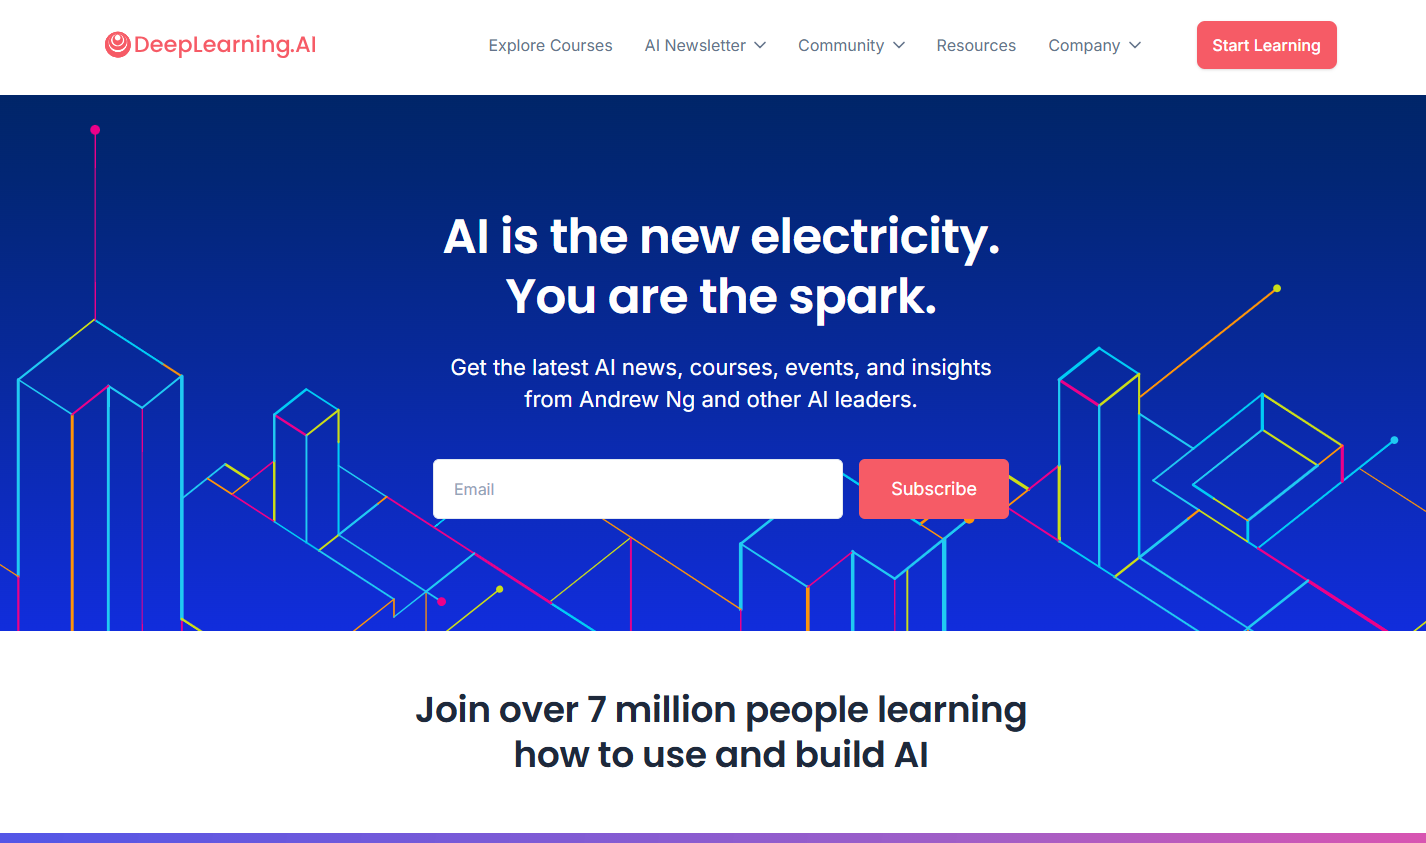 DeepLearning.AI
Explore Courses
AI Newsletter
Community
Resources
Company
Start Learning
AI is the new electricity.
You are the spark.
Get the latest AI news, courses, events, and insights
from Andrew Ng and other AI leaders.
Email
Subscribe
Join over 7 million people learning
how to use and build AI